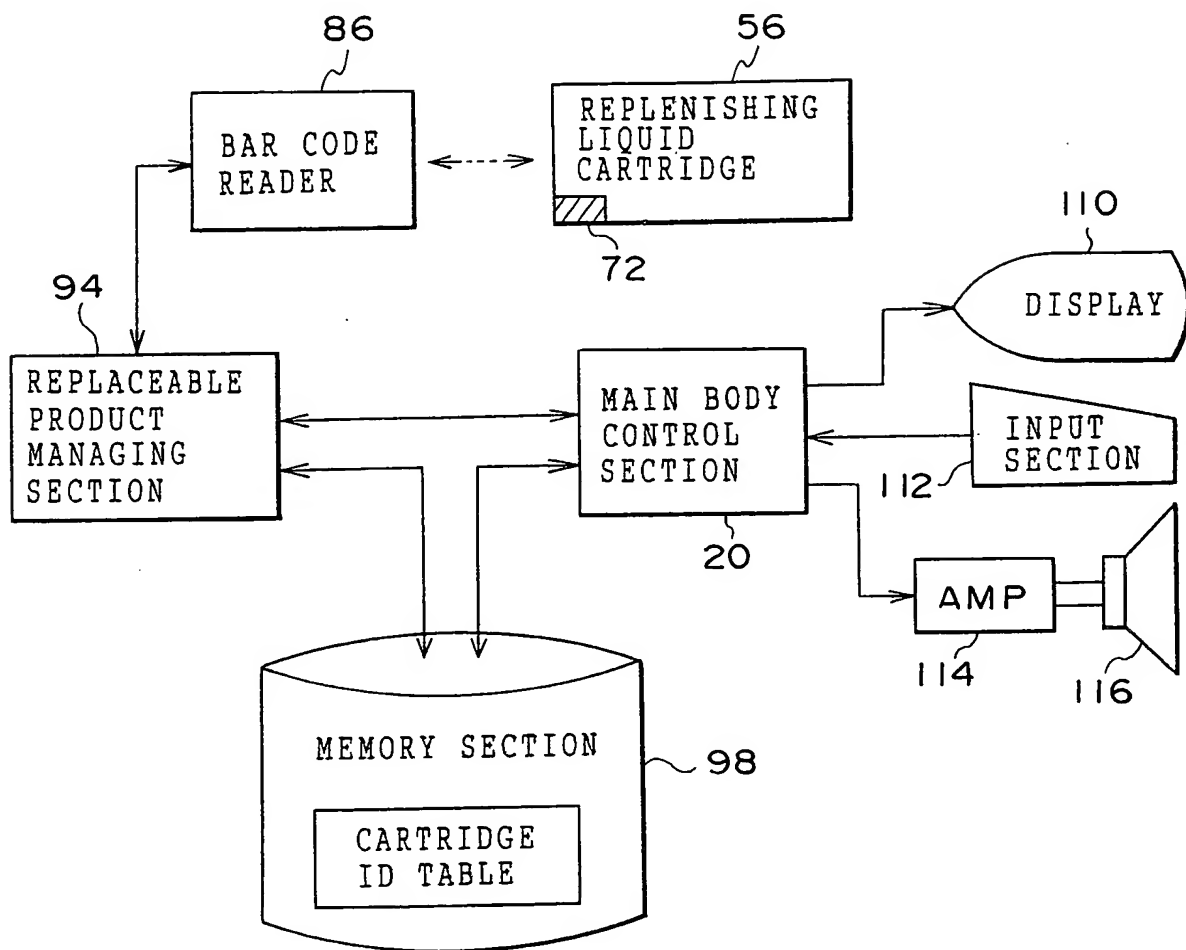 86
56
BAR CODE
READER
REPLENISHING
LIQUID
CARTRIDGE
72
110
DISPLAY
94
REPLACEABLE
PRODUCT
MANAGING
SECTION
MAIN BODY
CONTROL
SECTION
20
INPUT
SECTION
112
AMP
114
116
MEMORY SECTION
98
CARTRIDGE
ID TABLE